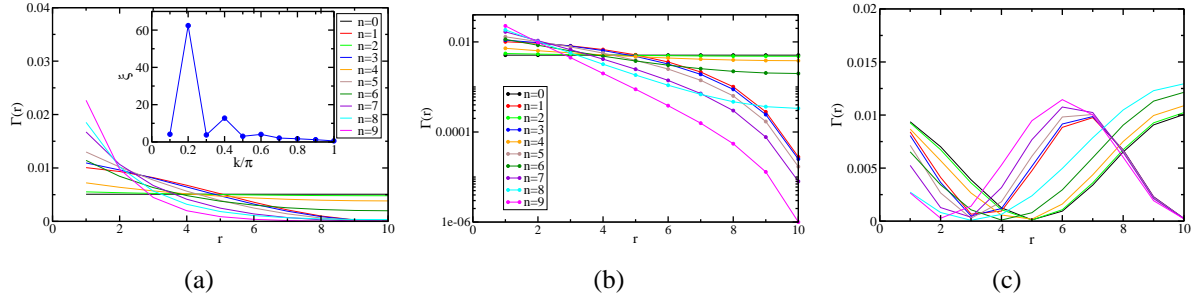 0.04
0.03
0.02
0.01
0
Γ(r)
0 2 4 6 8 10
r
60
40
20
0
ξ
0 0.2 0.4 0.6 0.8 1
k/π
n=0
n=1
n=2
n=3
n=4
n=5
n=6
n=7
n=8
n=9
(a)
0.01
0.0001
1e-06
Γ(r)
0 2 4 6 8 10
r
n=0
n=1
n=2
n=3
n=4
n=5
n=6
n=7
n=8
n=9
(b)
0.02
0.015
0.01
0.005
0
Γ(r)
0 2 4 6 8 10
r
(c)